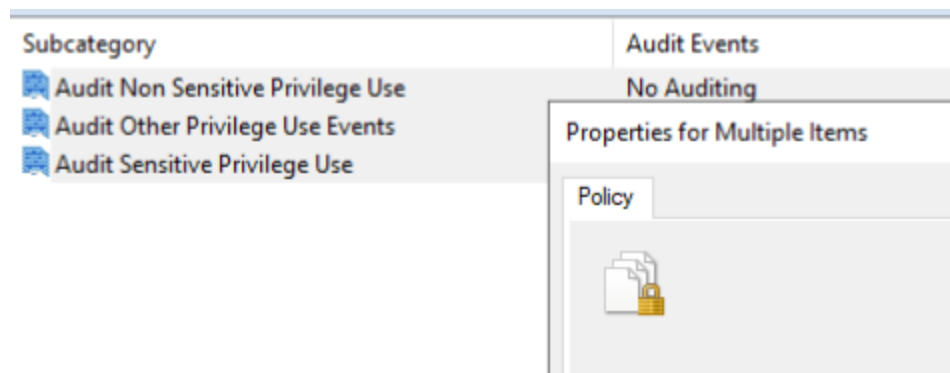 Subcategory Audit Events
Audit Non Sensitive Privilege Use No Auditing
Audit Other Privilege Use Events
Audit Sensitive Privilege Use
Properties for Multiple Items
Policy